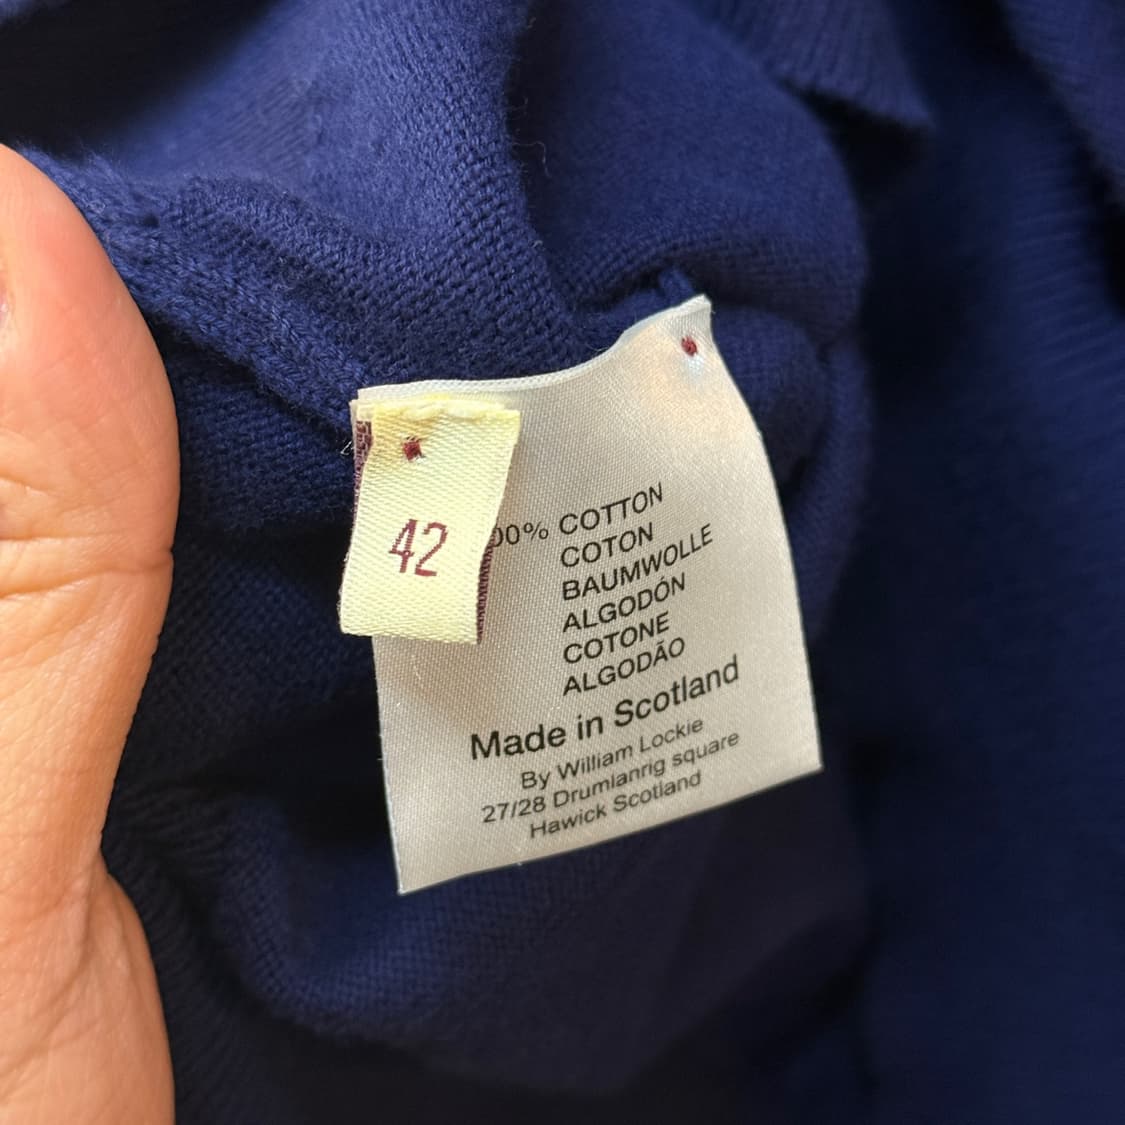 42
00% COTTON
COTON
BAUMWOLLE
ALGODÓN
COTONE
ALGODÃO
Made in Scotland
By William Lockie
27/28 Drumlanrig square
Hawick Scotland